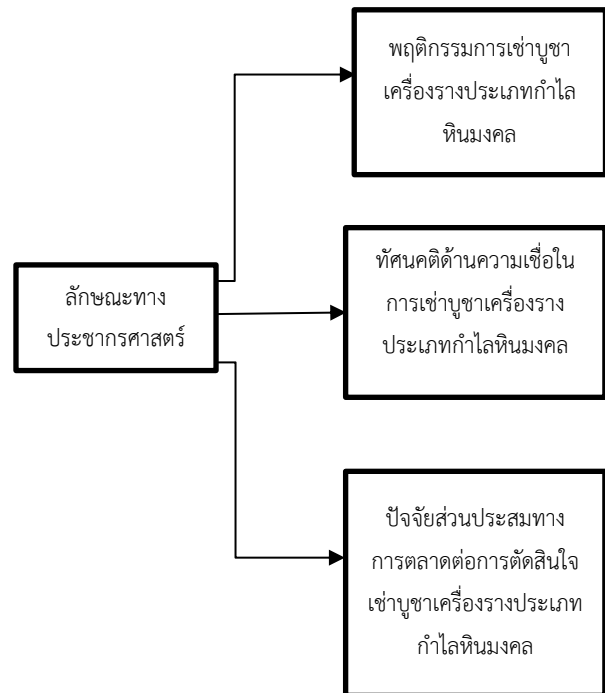 พฤติกรรมการเช่าบูชา
เครื่องรางประเภทกำไล
หินมงคล
ลักษณะทาง
ประชากรศาสตร์
ทัศนคติด้านความเชื่อใน
การเช่าบูชาเครื่องราง
ประเภทกำไลหินมงคล
ปัจจัยส่วนประสมทาง
การตลาดต่อการตัดสินใจ
เช่าบูชาเครื่องรางประเภท
กำไลหินมงคล